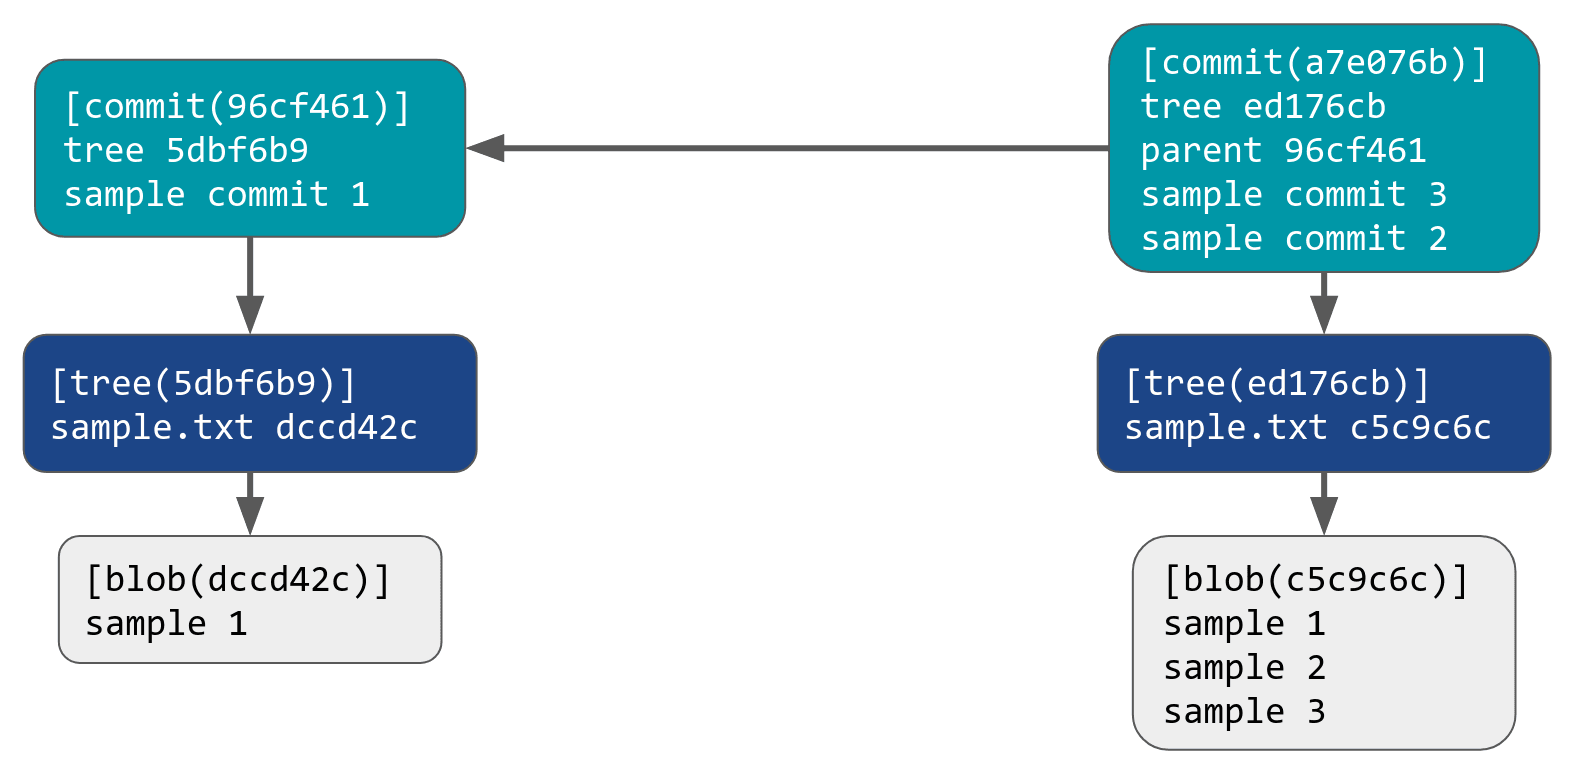 [commit(96cf461)]
tree 5dbf6b9
sample commit 1
[commit(a7e076b)]
tree ed176cb
parent 96cf461
sample commit 3
sample commit 2
[tree(5dbf6b9)]
sample.txt dccd42c
[tree(ed176cb)]
sample.txt c5c9c6c
[blob(dccd42c)]
sample 1
[blob(c5c9c6c)]
sample 1
sample 2
sample 3